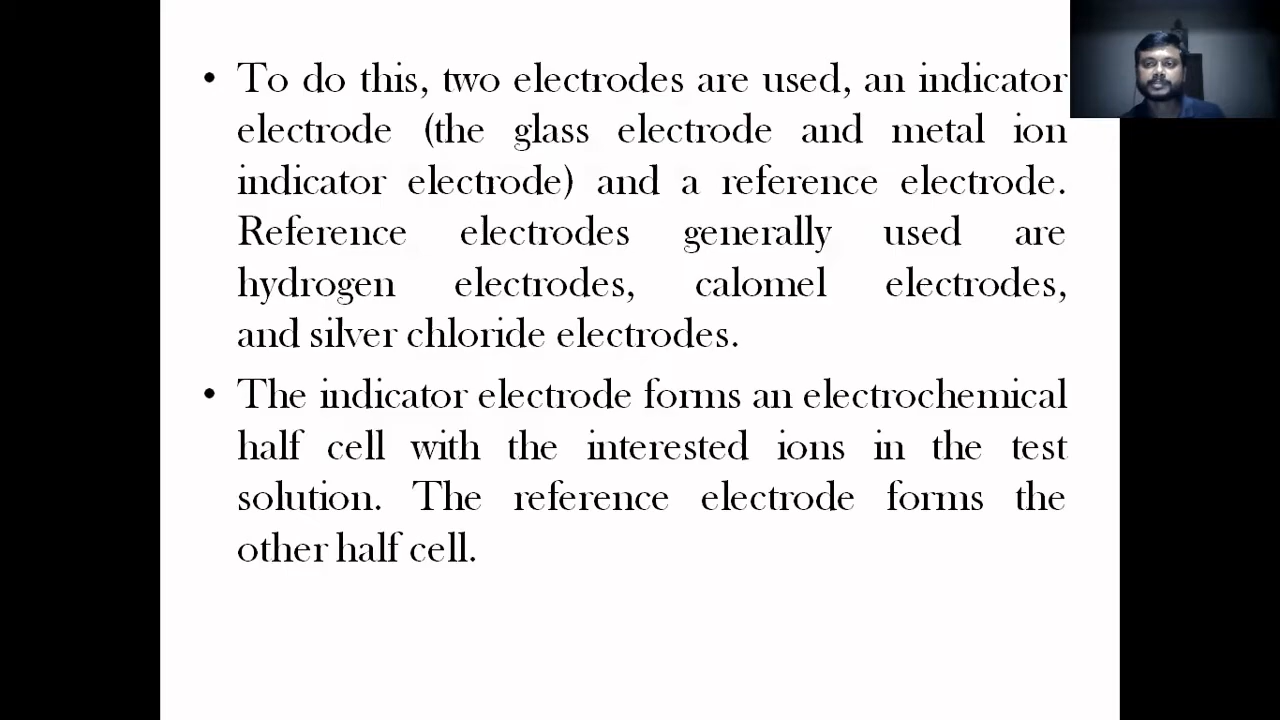 • To do this, two electrodes are used, an indicator
electrode (the glass electrode and metal ion
indicator electrode) and a reference electrode.
Reference electrodes generally used are
hydrogen electrodes, calomel electrodes,
and silver chloride electrodes.
• The indicator electrode forms an electrochemical
half cell with the interested ions in the test
solution. The reference electrode forms the
other half cell.